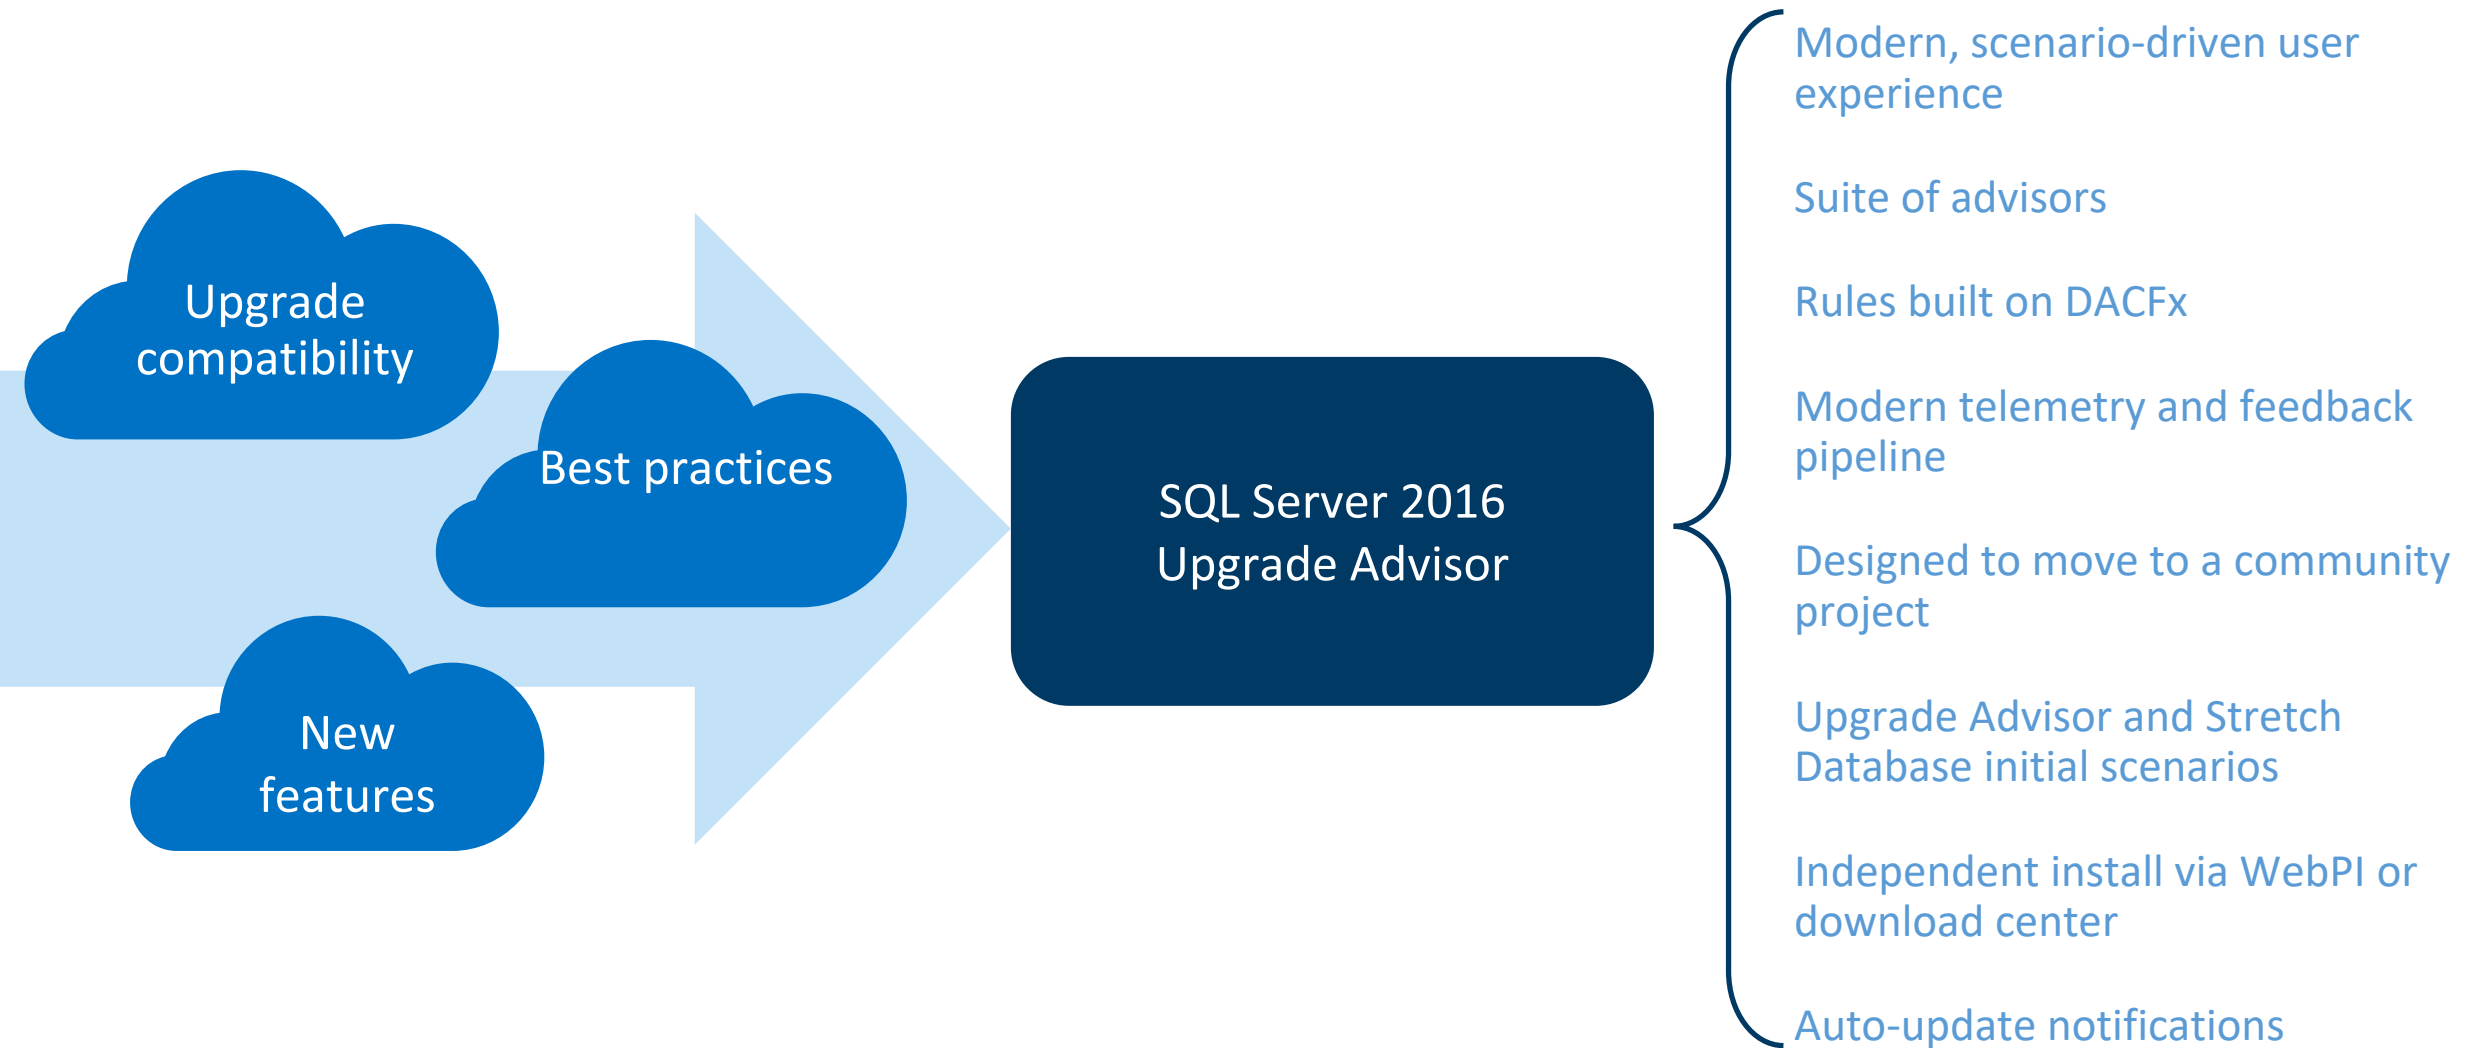 Upgrade
compatibility
Best practices
New
features
SQL Server 2016
Upgrade Advisor
Modern, scenario-driven user
experience
Suite of advisors
Rules built on DACFx
Modern telemetry and feedback
pipeline
Designed to move to a community
project
Upgrade Advisor and Stretch
Database initial scenarios
Independent install via WebPI or
download center
Auto-update notifications